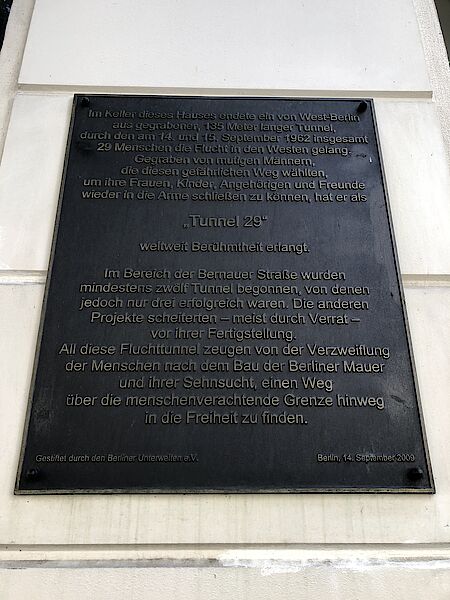 Im Keller dieses Hauses endete ein von West-Berlin
aus gegrabener, 135 Meter langer Tunnel,
durch den am 14. und 15. September 1962 insgesamt
29 Menschen die Flucht in den Westen gelang.
Gegraben von mutigen Männern,
die diesen gefährlichen Weg wählten,
um ihre Frauen, Kinder, Angehörigen und Freunde
wieder in die Arme schließen zu können, hat er als
„Tunnel 29“
weltweit Berühmtheit erlangt.
Im Bereich der Bernauer Straße wurden
mindestens zwölf Tunnel begonnen, von denen
jedoch nur drei erfolgreich waren. Die anderen
Projekte scheiterten – meist durch Verrat –
vor ihrer Fertigstellung.
All diese Fluchttunnel zeugen von der Verzweiflung
der Menschen nach dem Bau der Berliner Mauer
und ihrer Sehnsucht, einen Weg
über die menschenverachtende Grenze hinweg
in die Freiheit zu finden.
Gestiftet durch den Berliner Unterwelten e.V. Berlin, 14. September 2009